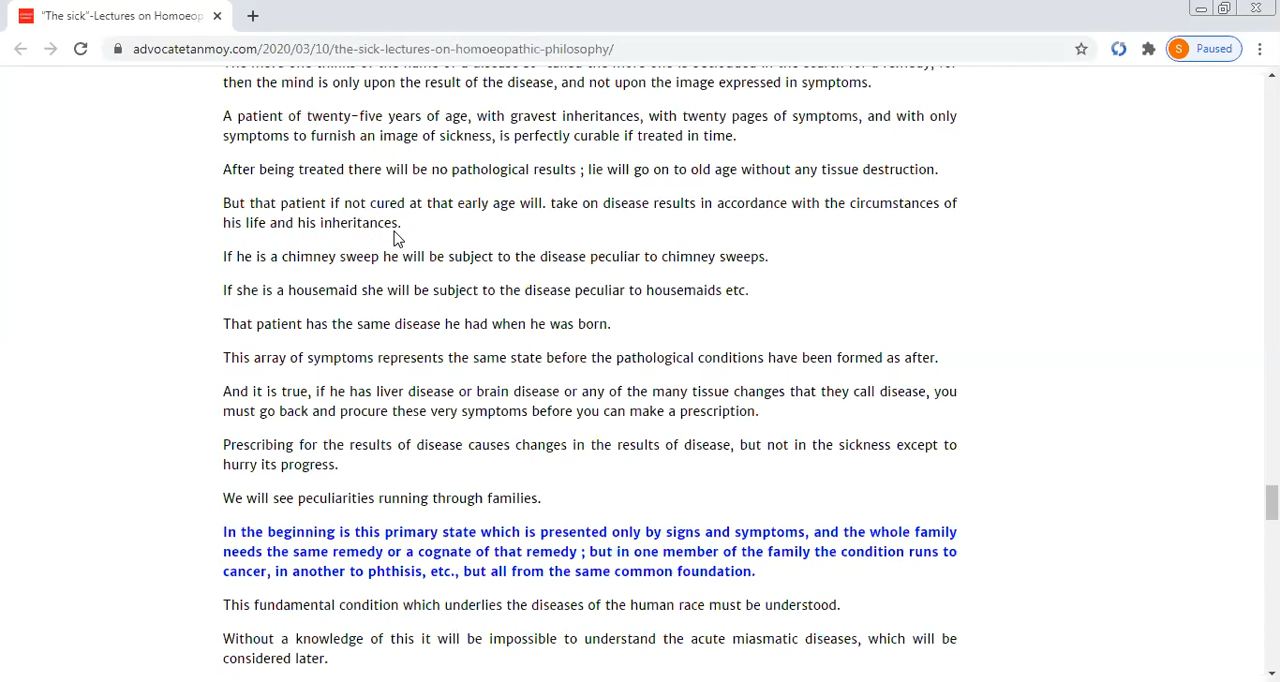 "The sick"-Lectures on Homoeop
advocatetanmoy.com/2020/03/10/the-sick-lectures-on-homoeopathic-philosophy/
S Paused
then the mind is only upon the result of the disease, and not upon the image expressed in symptoms.
A patient of twenty-five years of age, with gravest inheritances, with twenty pages of symptoms, and with only
symptoms to furnish an image of sickness, is perfectly curable if treated in time.
After being treated there will be no pathological results ; lie will go on to old age without any tissue destruction.
But that patient if not cured at that early age will. take on disease results in accordance with the circumstances of
his life and his inheritances.
If he is a chimney sweep he will be subject to the disease peculiar to chimney sweeps.
If she is a housemaid she will be subject to the disease peculiar to housemaids etc.
That patient has the same disease he had when he was born.
This array of symptoms represents the same state before the pathological conditions have been formed as after.
And it is true, if he has liver disease or brain disease or any of the many tissue changes that they call disease, you
must go back and procure these very symptoms before you can make a prescription.
Prescribing for the results of disease causes changes in the results of disease, but not in the sickness except to
hurry its progress.
We will see peculiarities running through families.
In the beginning is this primary state which is presented only by signs and symptoms, and the whole family
needs the same remedy or a cognate of that remedy ; but in one member of the family the condition runs to
cancer, in another to phthisis, etc., but all from the same common foundation.
This fundamental condition which underlies the diseases of the human race must be understood.
Without a knowledge of this it will be impossible to understand the acute miasmatic diseases, which will be
considered later.